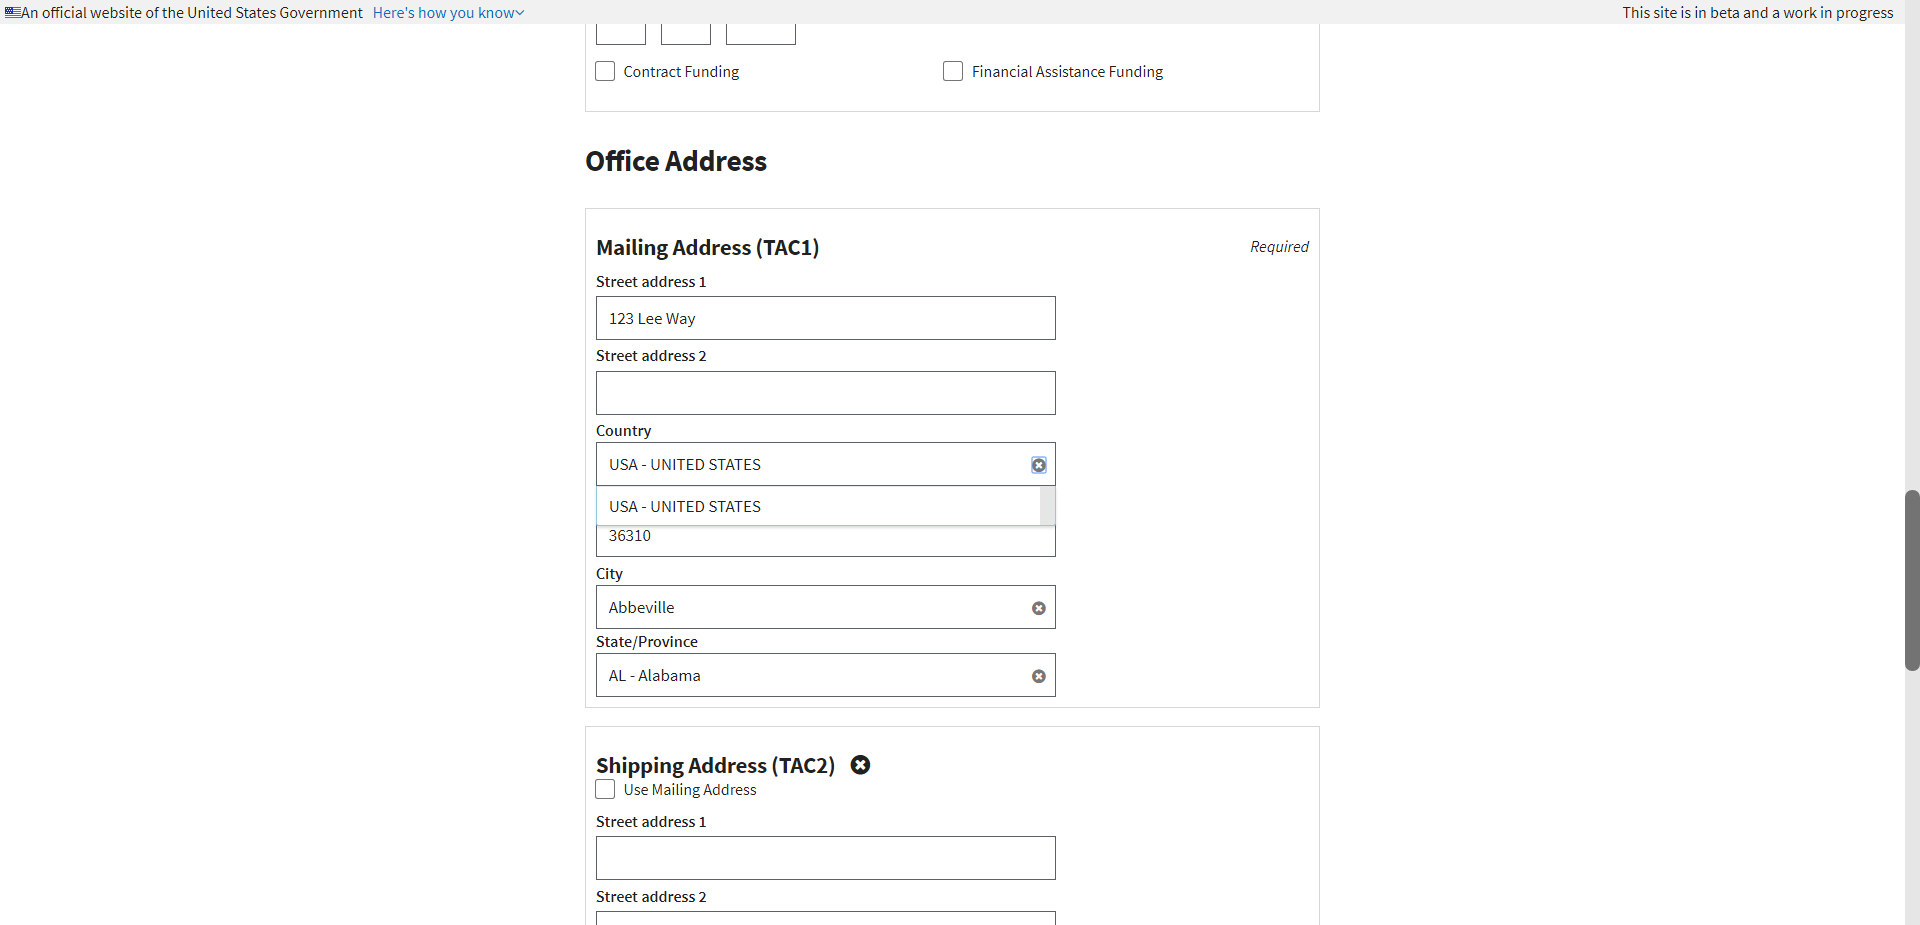 An official website of the United States Government Here's how you know
This site is in beta and a work in progress
Contract Funding
Financial Assistance Funding
Office Address
Mailing Address (TAC1)
Required
Street address 1
123 Lee Way
Street address 2
Country
USA - UNITED STATES
USA - UNITED STATES
36310
City
Abbeville
State/Province
AL - Alabama
Shipping Address (TAC2)
Use Mailing Address
Street address 1
Street address 2